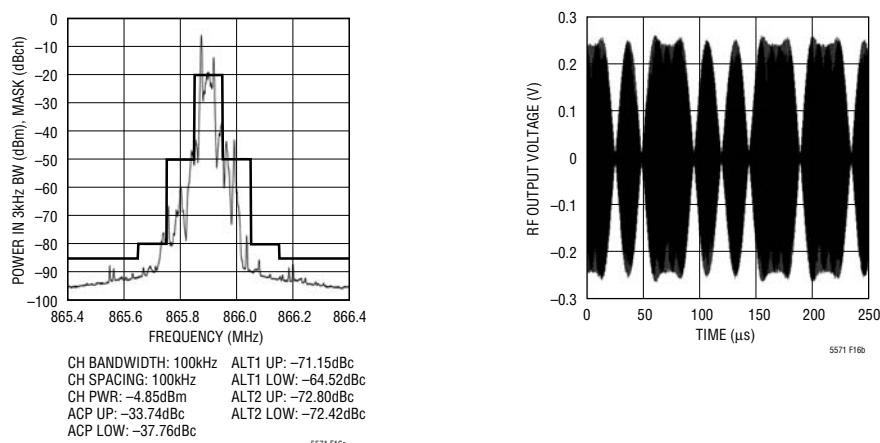 POWER IN 3kHz BW (dBm), MASK (dBch)
0
–10
–20
–30
–40
–50
–60
–70
–80
–90
–100
865.4
865.6
865.8
866.0
866.2
866.4
FREQUENCY (MHz)
CH BANDWIDTH: 100kHz
CH SPACING: 100kHz
CH PWR: –4.85dBm
ACP UP: –33.74dBc
ACP LOW: –37.76dBc
ALT1 UP: –71.15dBc
ALT1 LOW: –64.52dBc
ALT2 UP: –72.80dBc
ALT2 LOW: –72.42dBc
5571 F16a
RF OUTPUT VOLTAGE (V)
0.3
0.2
0.1
0
–0.1
–0.2
–0.3
0
50
100
150
200
250
TIME (µs)
5571 F16b